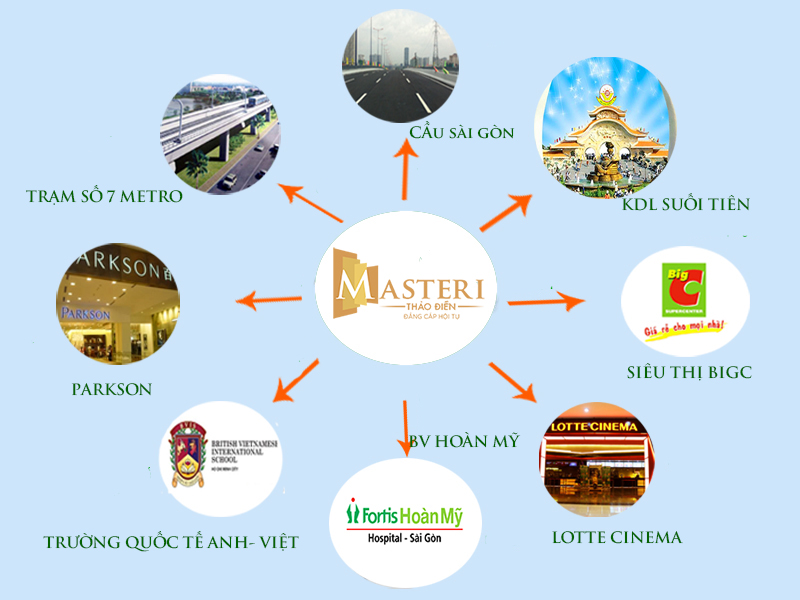 CẦU SÀI GÒN
TRẠM SỐ 7 METRO
KDL SUỐI TIÊN
PARKSON
PARKSON
PARKSON
MASTERI
THẢO ĐIỀN
ĐẲNG CẤP HỘI TỤ
Big
C
SUPERCENTER
Giá rẻ cho mọi nhà!
SIÊU THỊ BIGC
BRITISH VIETNAMESE
INTERNATIONAL
SCHOOL
HO CHI MINH CITY
TRƯỜNG QUỐC TẾ ANH- VIỆT
BV HOÀN MỸ
Fortis Hoàn Mỹ
Hospital - Sài Gòn
LOTTE CINEMA
LOTTE CINEMA